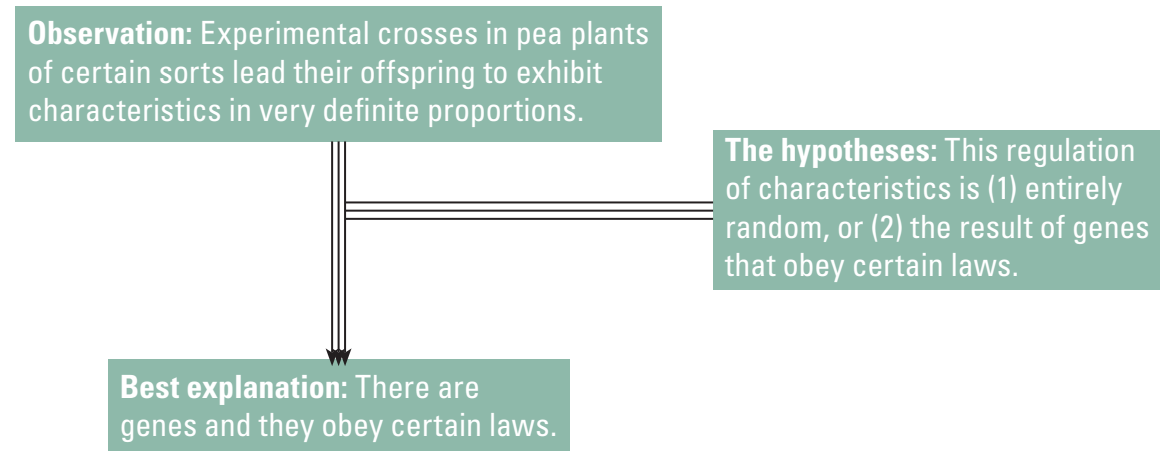 Observation: Experimental crosses in pea plants
of certain sorts lead their offspring to exhibit
characteristics in very definite proportions.
The hypotheses: This regulation
of characteristics is (1) entirely
random, or (2) the result of genes
that obey certain laws.
Best explanation: There are
genes and they obey certain laws.